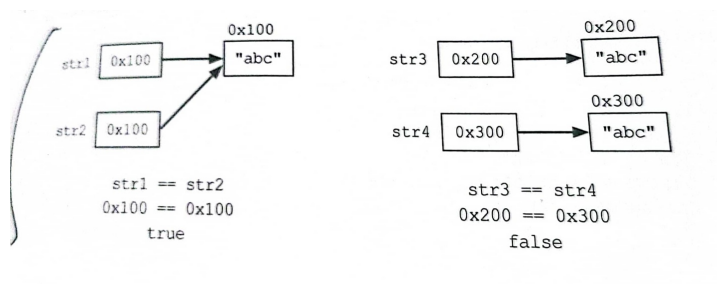 0x100
str1 0x100 "abc"
str2 0x100
str1 == str2
0x100 == 0x100
true
0x200
str3 0x200 "abc"
0x300
str4 0x300 "abc"
str3 == str4
0x200 == 0x300
false